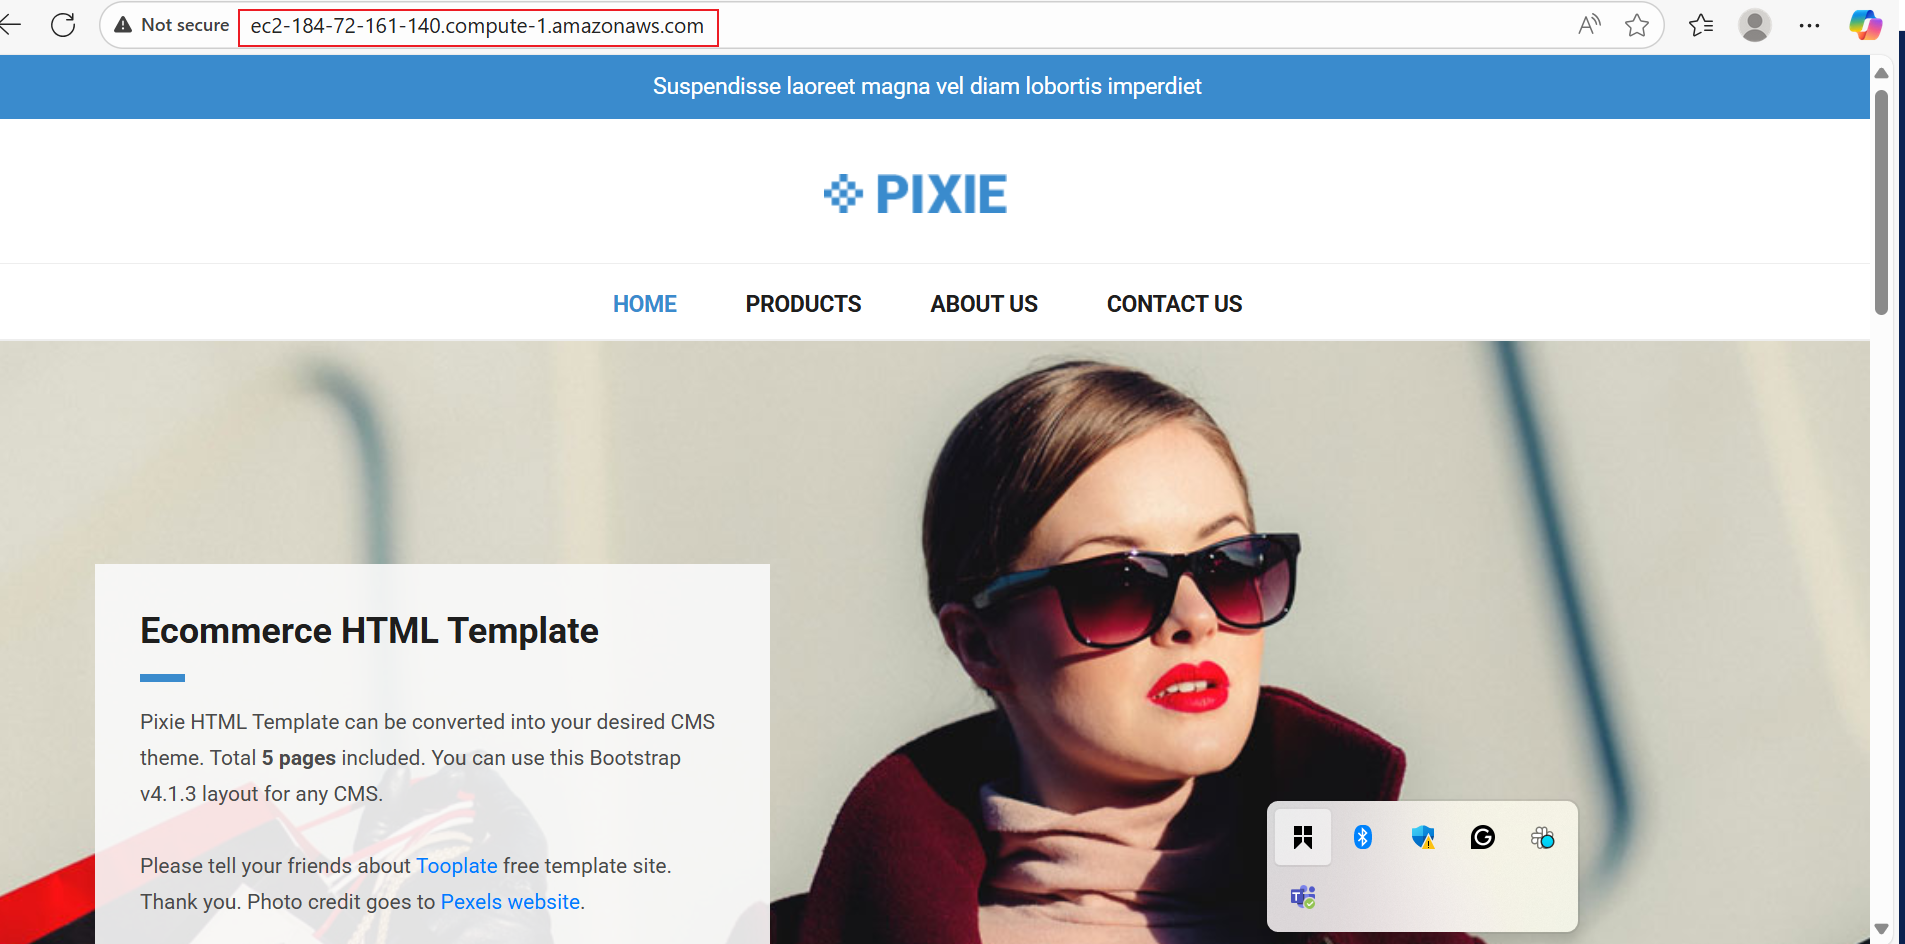 Not secure ec2-184-72-161-140.compute-1.amazonaws.com
Suspendisse laoreet magna vel diam lobortis imperdiet
PIXIE
HOME PRODUCTS ABOUT US CONTACT US
Ecommerce HTML Template
Pixie HTML Template can be converted into your desired CMS
theme. Total 5 pages included. You can use this Bootstrap
v4.1.3 layout for any CMS.
Please tell your friends about Tooplate free template site.
Thank you. Photo credit goes to Pexels website.